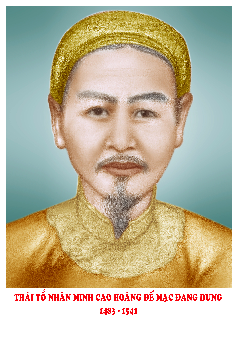 THÁI TỔ NHÂN MINH CAO HOÀNG ĐẾ MẠC ĐĂNG DUNG
1483 - 1541